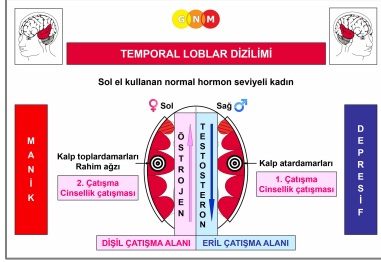 GNM
TEMPORAL LOBLAR DİZİLİMİ
Sol el kullanan normal hormon seviyeli kadın
Sol
Sağ
MANİK
Kalp toplardamarları
Rahim ağzı
2. Çatışma
Cinsellik çatışması
ÖSTROJEN
TESTOSTERON
Kalp atardamarları
1. Çatışma
Cinsellik çatışması
DEPRESİF
DİŞİL ÇATIŞMA ALANI
ERİL ÇATIŞMA ALANI